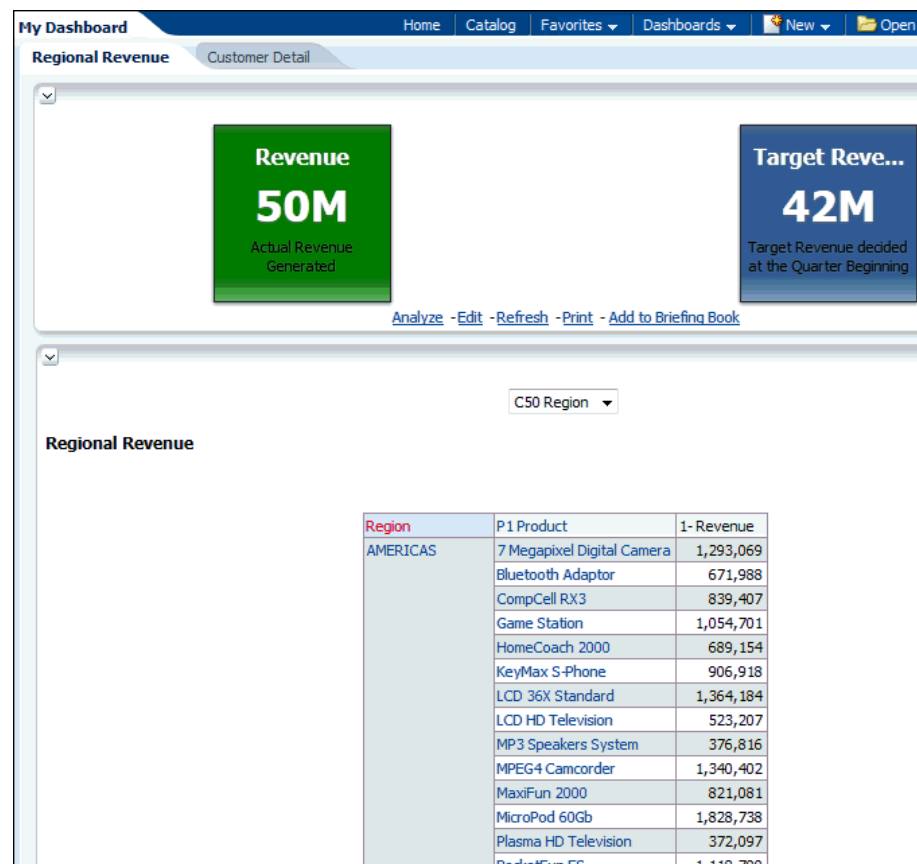 My Dashboard Home Catalog Favorites Dashboards New Open
Regional Revenue Customer Detail
Revenue
50M
Actual Revenue
Generated
Target Reve...
42M
Target Revenue decided
at the Quarter Beginning
Analyze - Edit - Refresh - Print - Add to Briefing Book
C50 Region
Regional Revenue
Region P1 Product 1- Revenue
AMERICAS 7 Megapixel Digital Camera 1,293,069
Bluetooth Adaptor 671,988
CompCell RX3 839,407
Game Station 1,054,701
HomeCoach 2000 689,154
KeyMax S-Phone 906,918
LCD 36X Standard 1,364,184
LCD HD Television 523,207
MP3 Speakers System 376,816
MPEG4 Camcorder 1,340,402
MaxiFun 2000 821,081
MicroPod 60Gb 1,828,738
Plasma HD Television 372,097